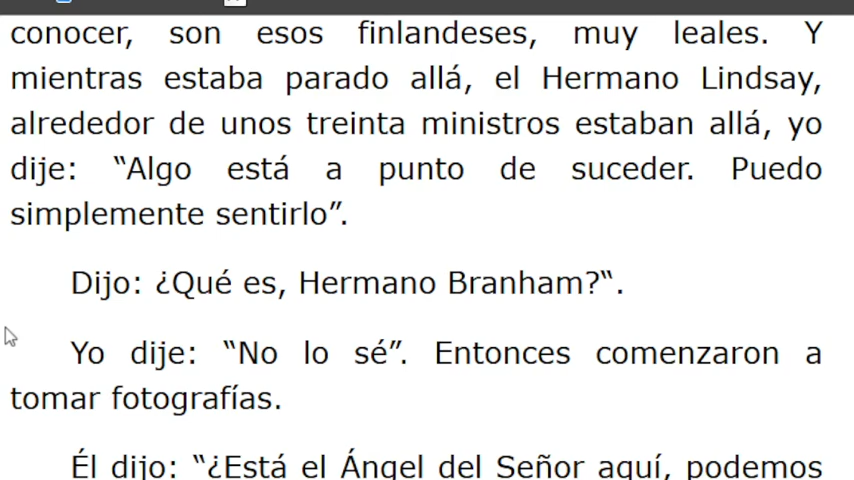 conocer, son esos finlandeses, muy leales. Y
mientras estaba parado allá, el Hermano Lindsay,
alrededor de unos treinta ministros estaban allá, yo
dije: “Algo está a punto de suceder. Puedo
simplemente sentirlo”.
Dijo: ¿Qué es, Hermano Branham?“.
Yo dije: “No lo sé”. Entonces comenzaron a
tomar fotografías.
Él dijo: “¿Está el Ángel del Señor aquí, podemos